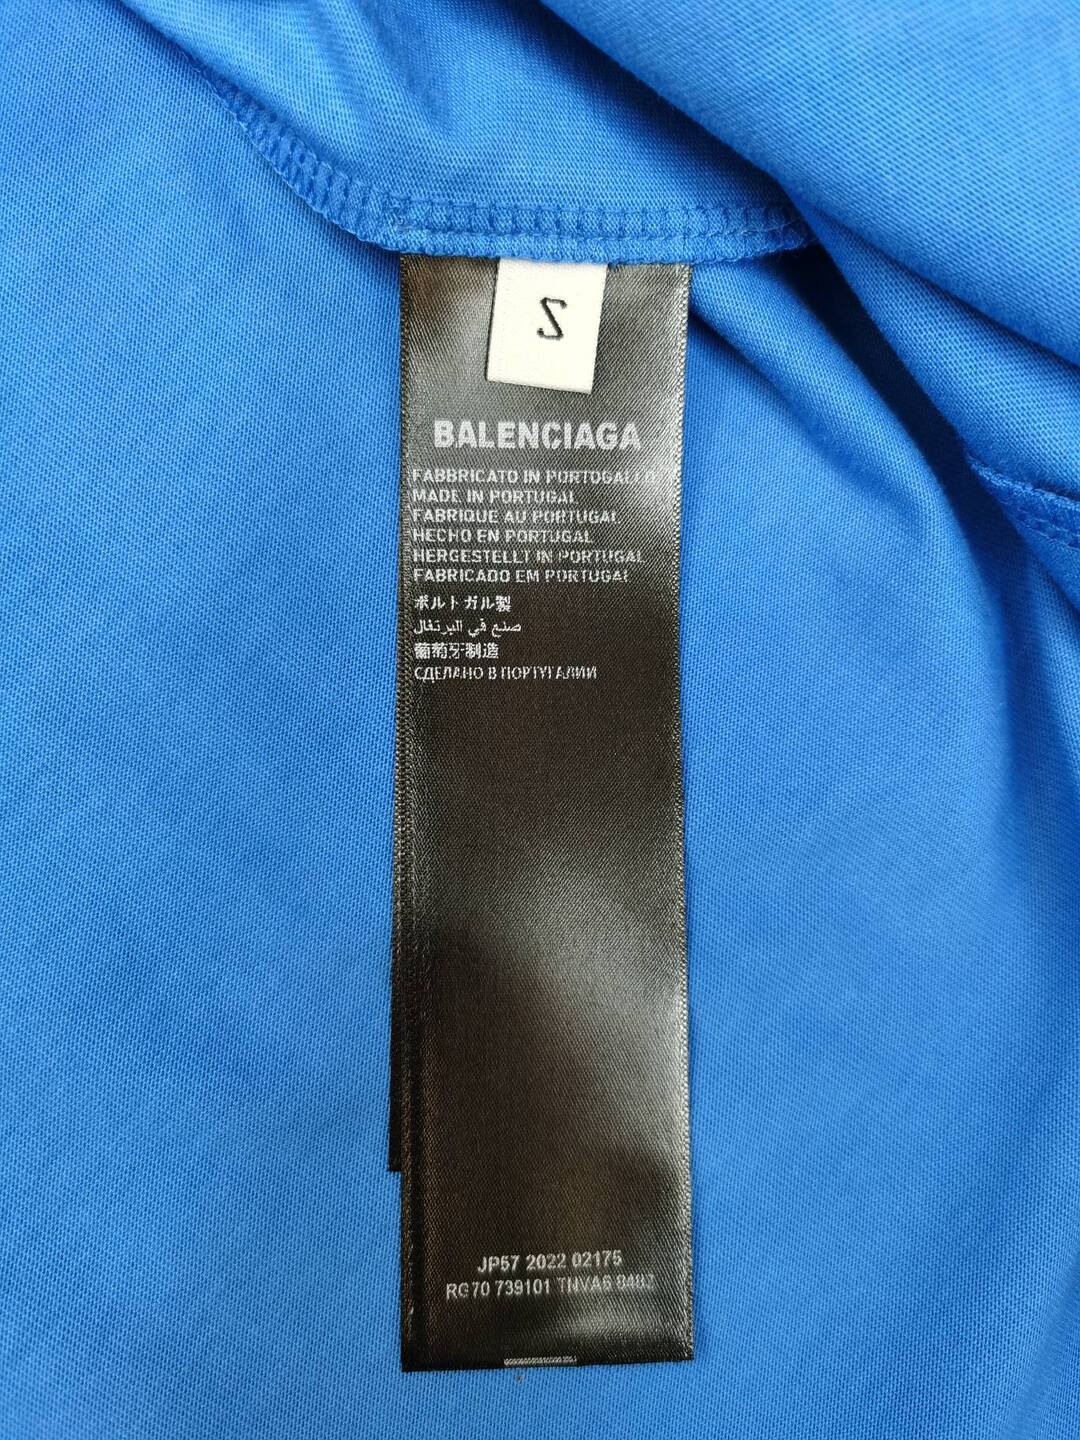 S
BALENCIAGA
FABBRICATO IN PORTOGALLO
MADE IN PORTUGAL
FABRIQUE AU PORTUGAL
HECHO EN PORTUGAL
HERGESTELLT IN PORTUGAL
FABRICADO EM PORTUGAL
ポルトガル製
صنع في البرتغال
葡萄牙制造
СДЕЛАНО В ПОРТУГАЛИИ
JP57 2022 02175
RG70 739101 TNVA6